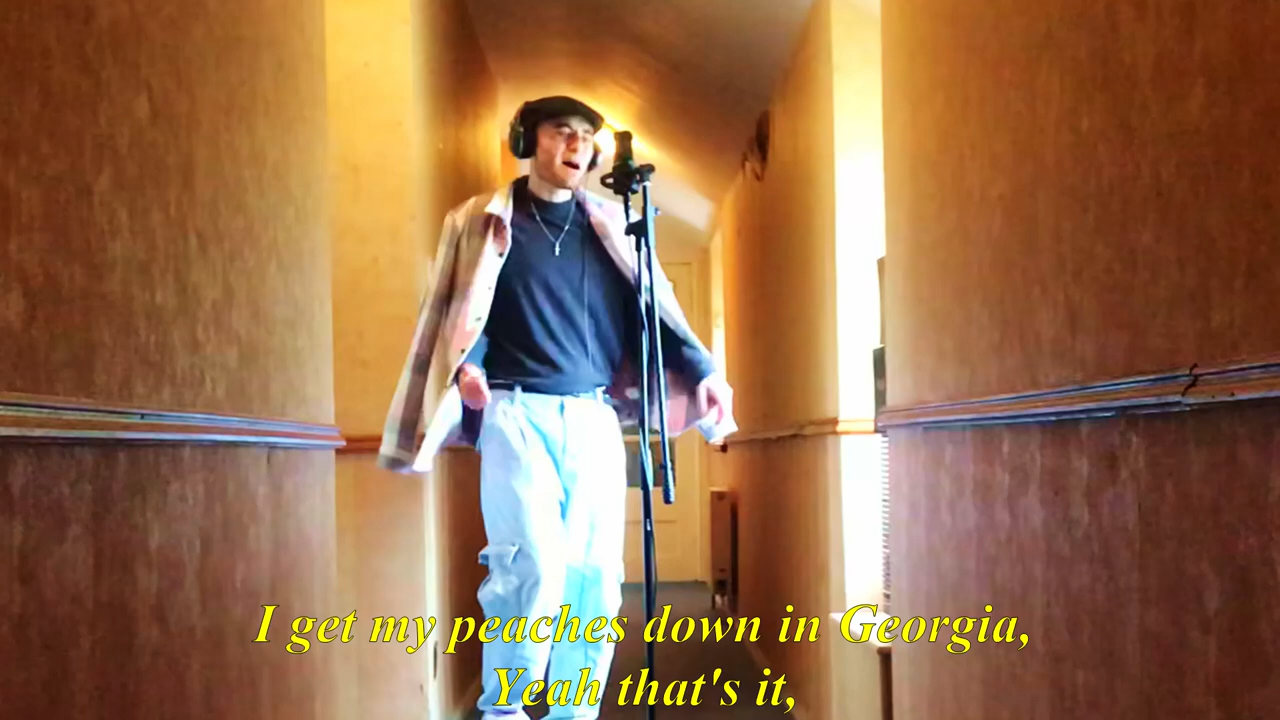 I get my peaches down in Georgia,
Yeah that's it,